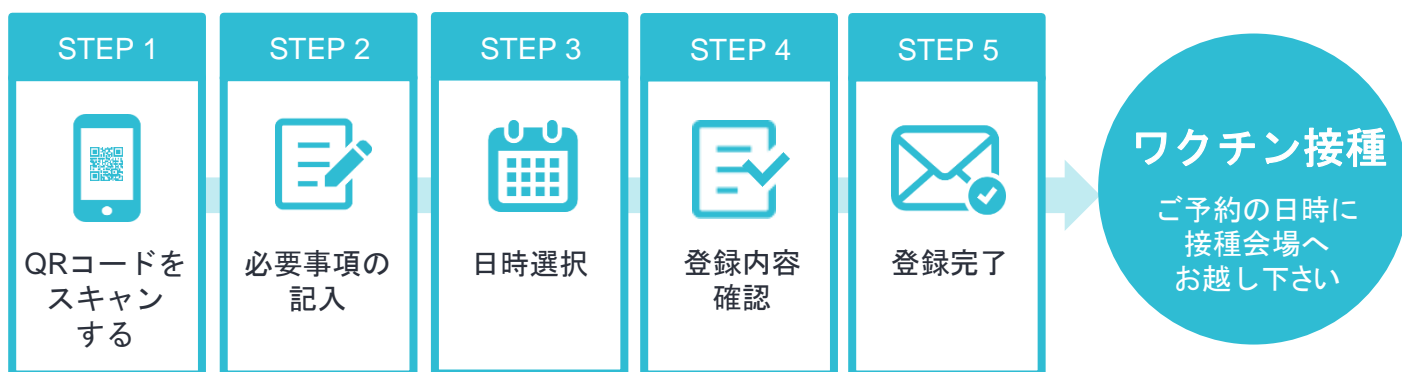 STEP 1
QRコードを
スキャン
する
STEP 2
必要事項の
記入
STEP 3
日時選択
STEP 4
登録内容
確認
STEP 5
登録完了
ワクチン接種
ご予約の日時に
接種会場へ
お越し下さい